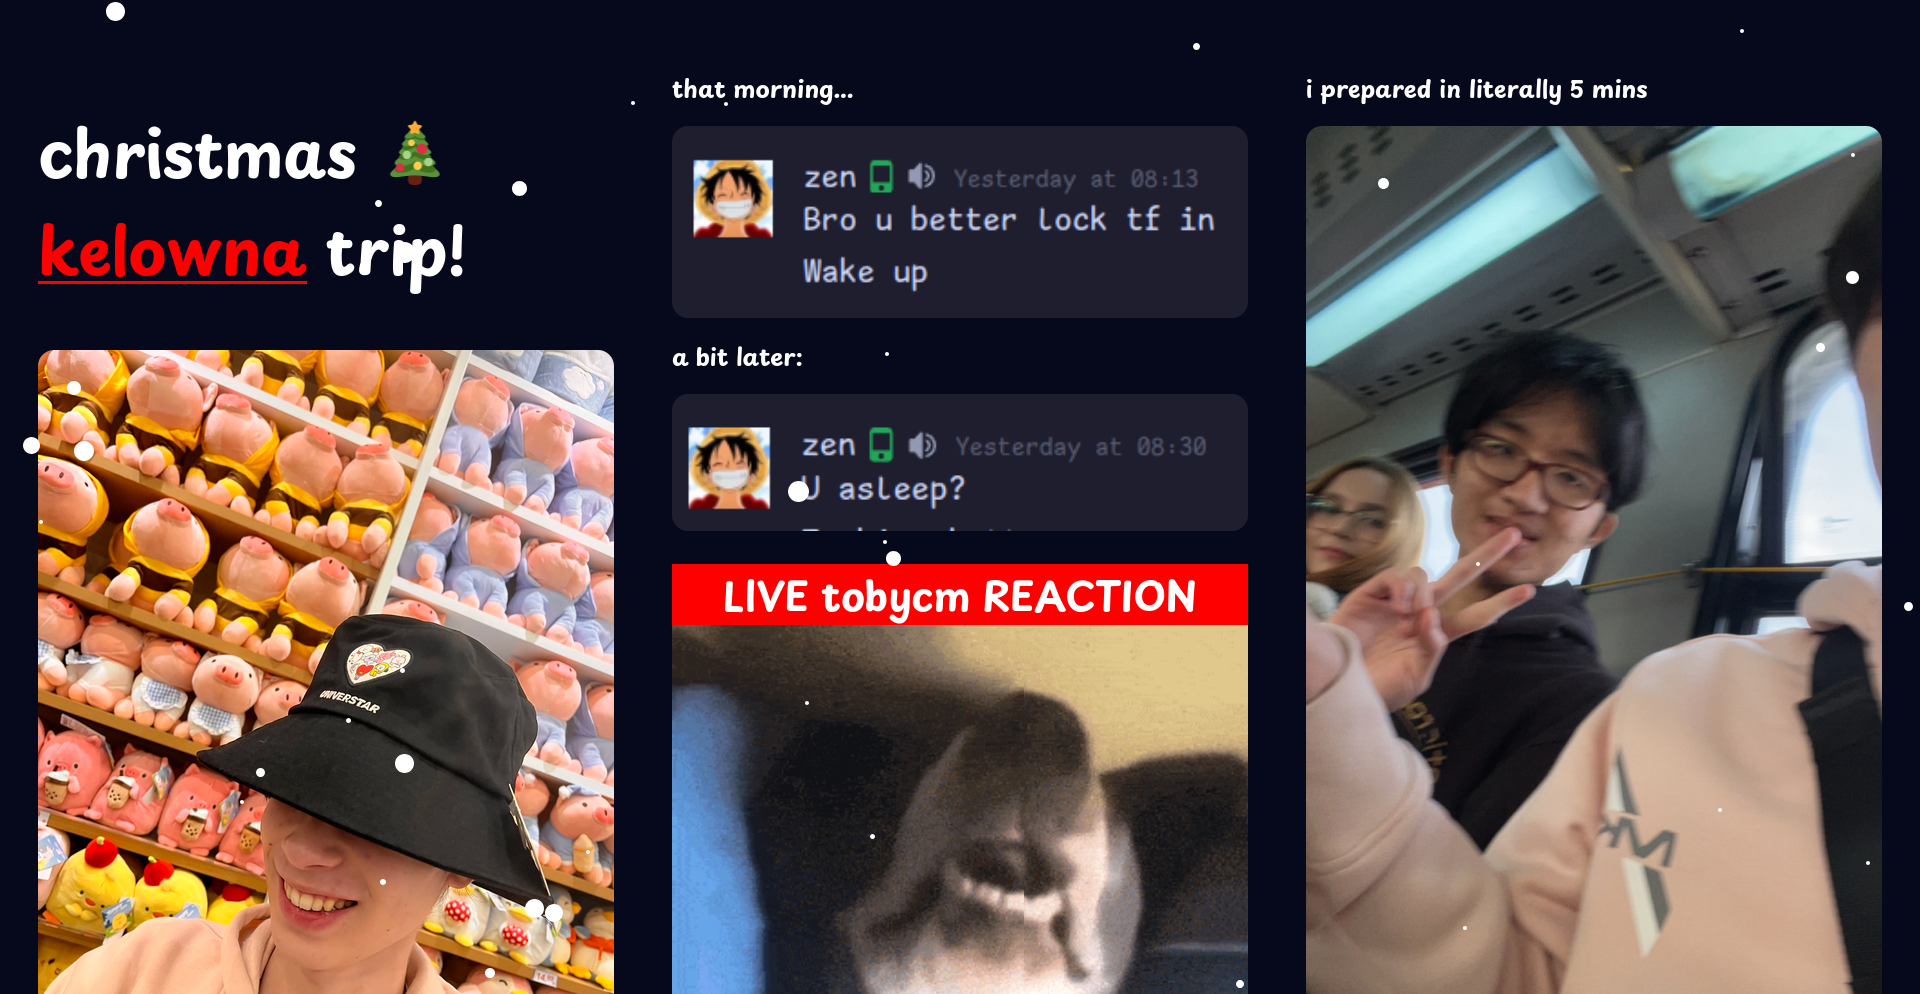 christmas 🎄
kelowna trip!
UNIVERSTAR
that morning...
zen Yesterday at 08:13
Bro u better lock tf in
Wake up
a bit later:
zen Yesterday at 08:30
U asleep?
LIVE tobycm REACTION
i prepared in literally 5 mins